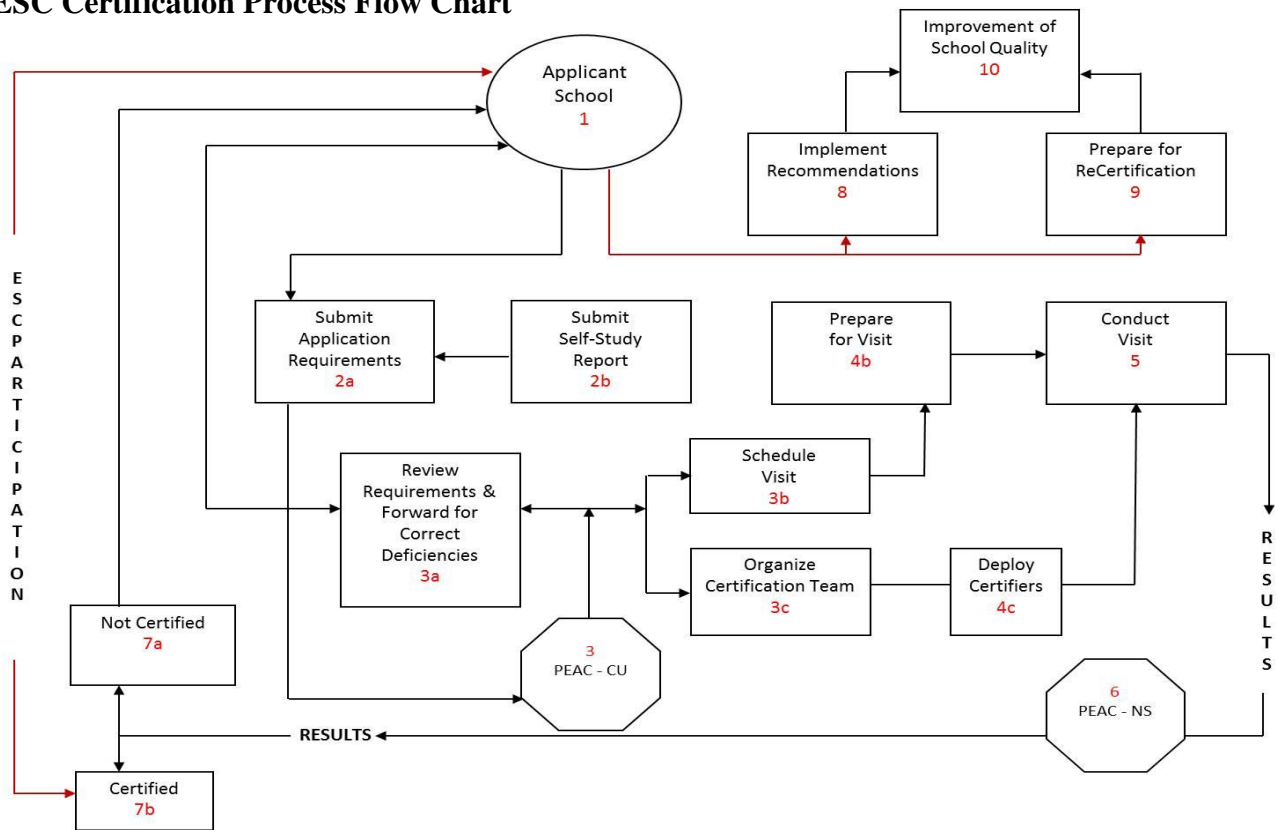 ESC Certification Process Flow Chart
Applicant
School
1
Improvement of
School Quality
10
Implement
Recommendations
8
Prepare for
ReCertification
9
ESCPARTICIPATION
Submit
Application
Requirements
2a
Submit
Self-Study
Report
2b
Prepare
for Visit
4b
Conduct
Visit
5
Review
Requirements &
Forward for
Correct
Deficiencies
3a
Schedule
Visit
3b
Organize
Certification Team
3c
Deploy
Certifiers
4c
RESULTS
Not Certified
7a
3
PEAC - CU
6
PEAC - NS
RESULTS
Certified
7b